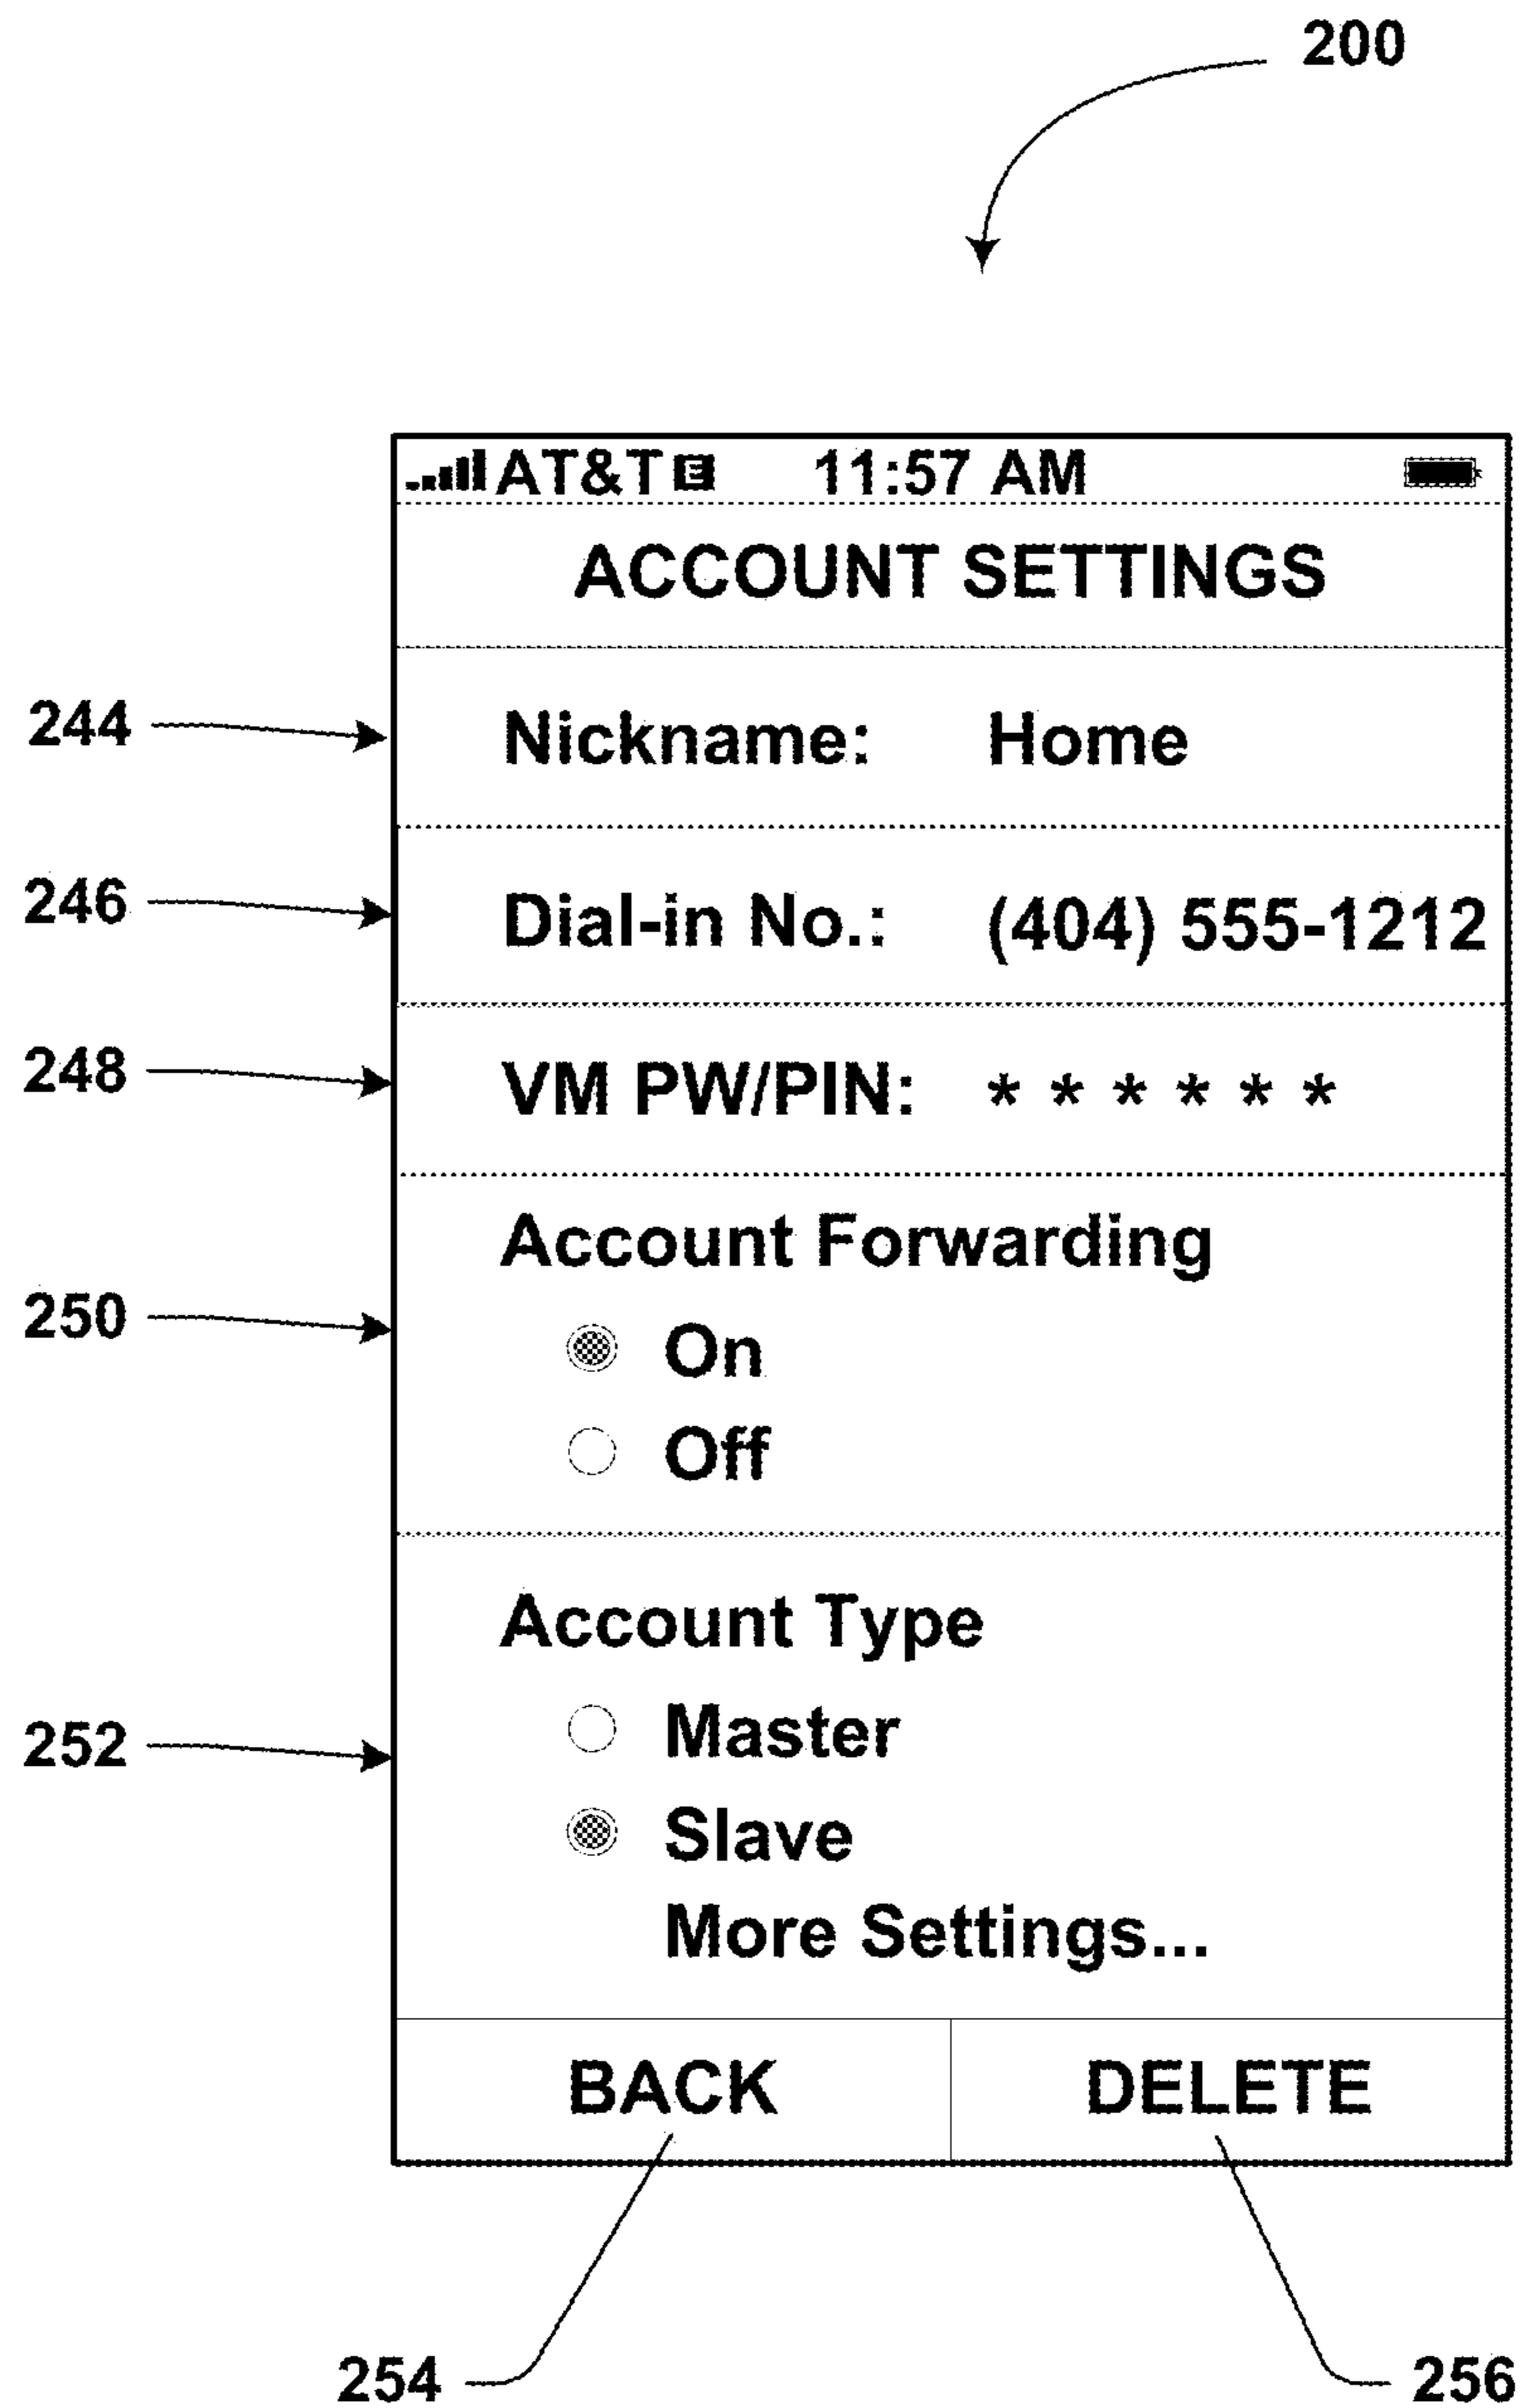 200
AT&T E 11:57 AM
ACCOUNT SETTINGS
244 Nickname: Home
246 Dial-in No.: (404) 555-1212
248 VM PW/PIN: * * * * * *
Account Forwarding
250
On
Off
Account Type
Master
252
Slave
More Settings...
BACK DELETE
254 256